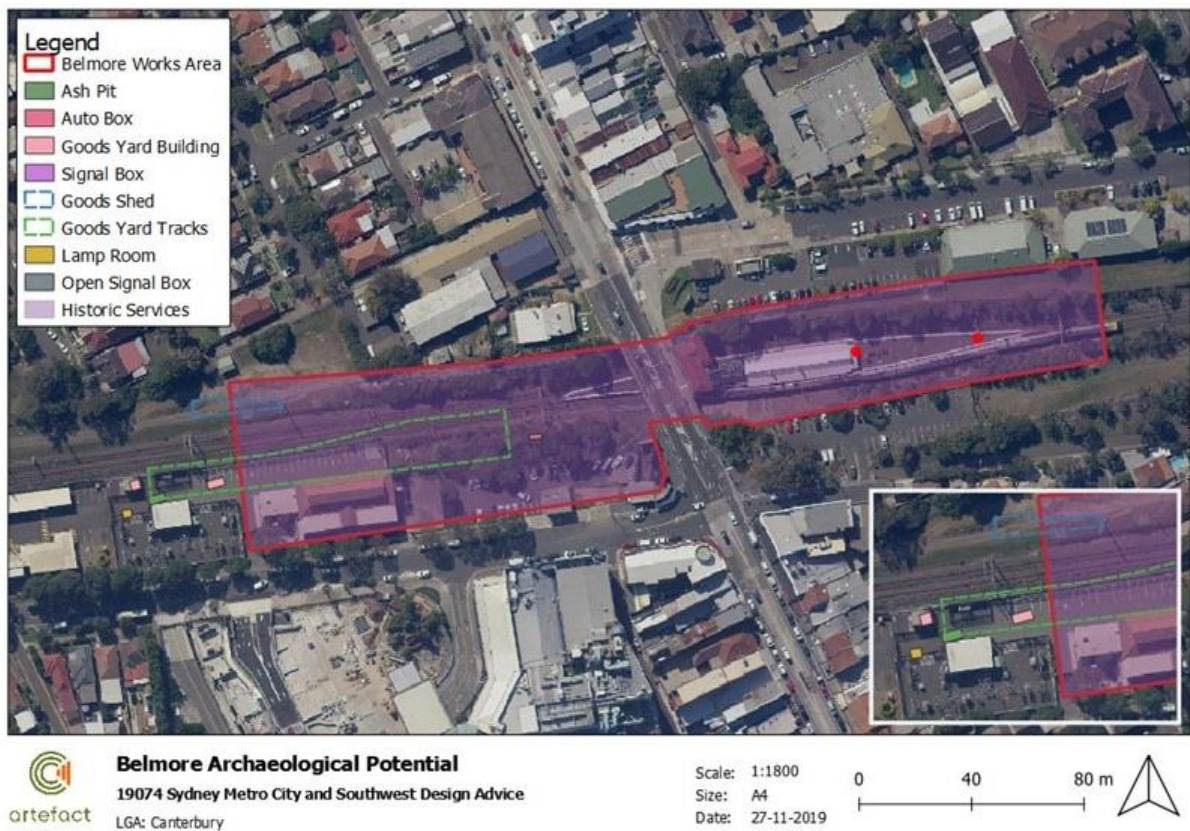 Legend
Belmore Works Area
Ash Pit
Auto Box
Goods Yard Building
Signal Box
Goods Shed
Goods Yard Tracks
Lamp Room
Open Signal Box
Historic Services
artefact
Belmore Archaeological Potential
19074 Sydney Metro City and Southwest Design Advice
LGA: Canterbury
Scale: 1:1800
Size: A4
Date: 27-11-2019
0 40 80 m